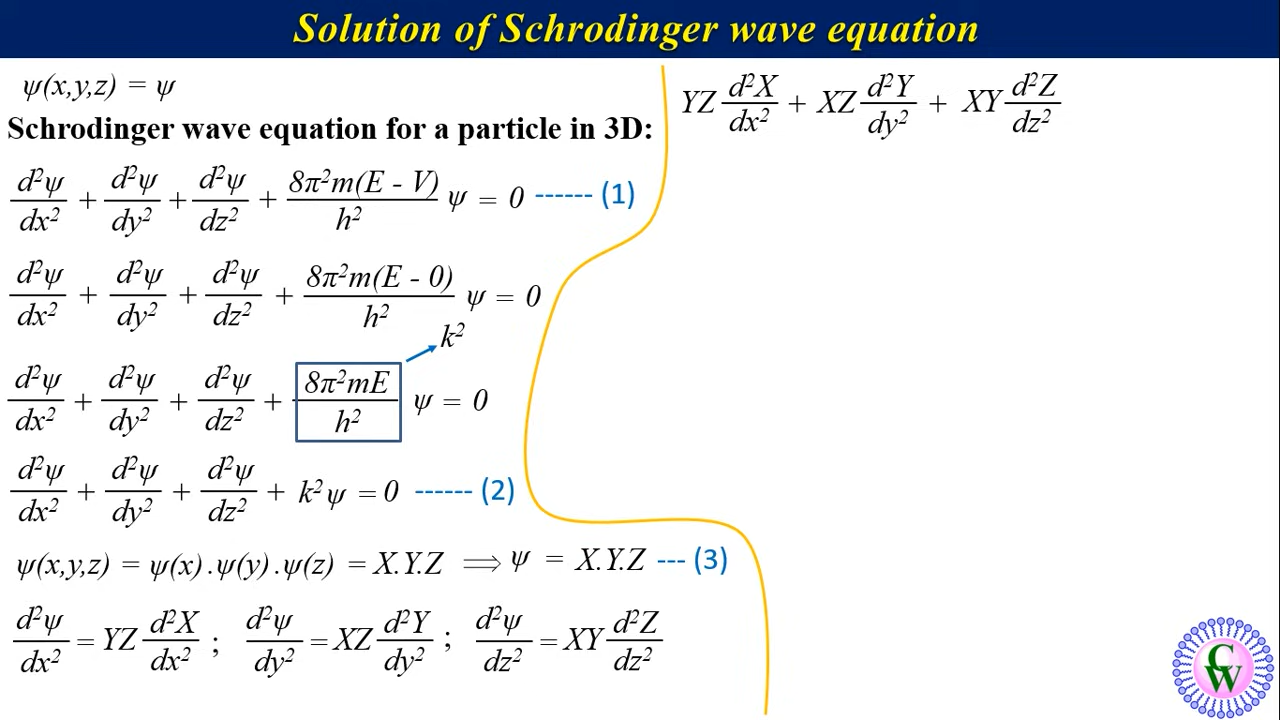 Solution of Schrodinger wave equation
ψ(x,y,z) = ψ
Schrodinger wave equation for a particle in 3D:
d²ψ/dx² + d²ψ/dy² + d²ψ/dz² + 8π²m(E - V)/h² ψ = 0 ------ (1)
d²ψ/dx² + d²ψ/dy² + d²ψ/dz² + 8π²m(E - 0)/h² ψ = 0
k²
d²ψ/dx² + d²ψ/dy² + d²ψ/dz² + 8π²mE/h² ψ = 0
d²ψ/dx² + d²ψ/dy² + d²ψ/dz² + k²ψ = 0 ------ (2)
ψ(x,y,z) = ψ(x).ψ(y).ψ(z) = X.Y.Z ⟹ ψ = X.Y.Z --- (3)
d²ψ/dx² = YZ d²X/dx² ; d²ψ/dy² = XZ d²Y/dy² ; d²ψ/dz² = XY d²Z/dz²
YZ d²X/dx² + XZ d²Y/dy² + XY d²Z/dz²
CW